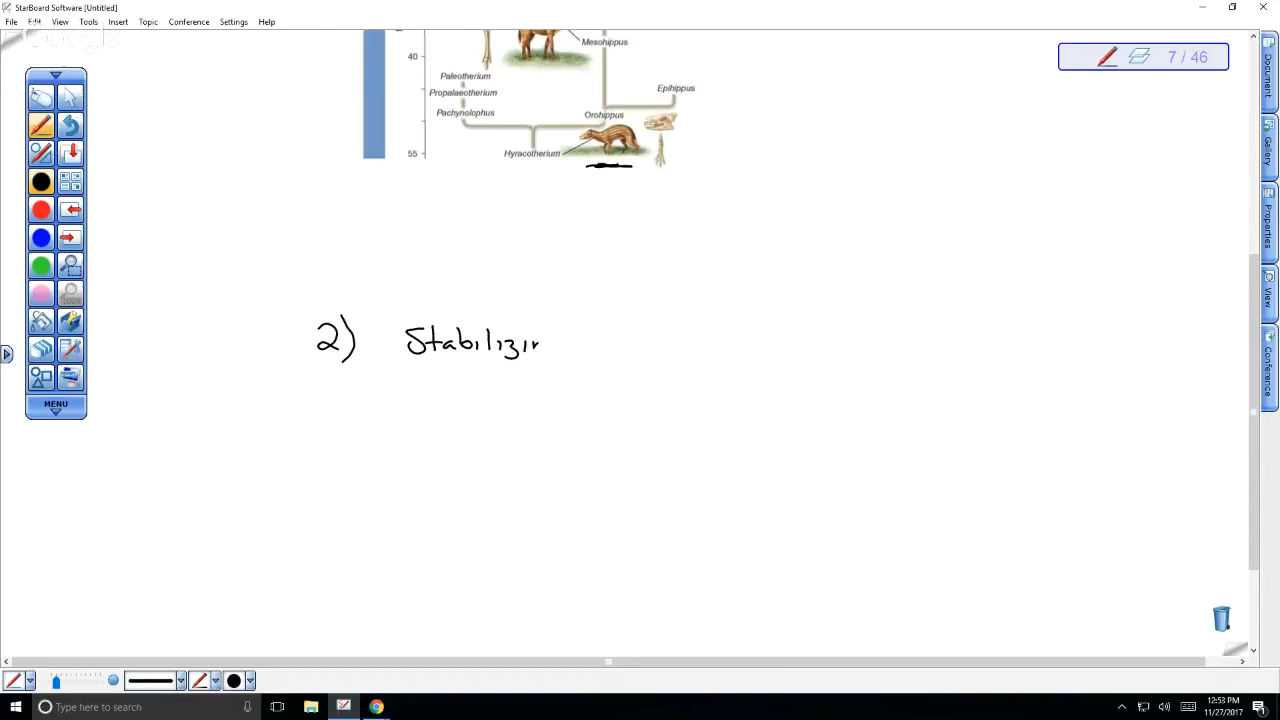 StarBoard Software [Untitled]
File Edit View Tools Insert Topic Conference Settings Help
7 / 46
Document
Gallery
Properties
View
Conference
MENU
40
55
Mesohippus
Paleotherium
Propalaeotherium
Pachynolophus
Epihippus
Orohippus
Hyracotherium
2) Stabilizin
Type here to search
12:53 PM
11/27/2017